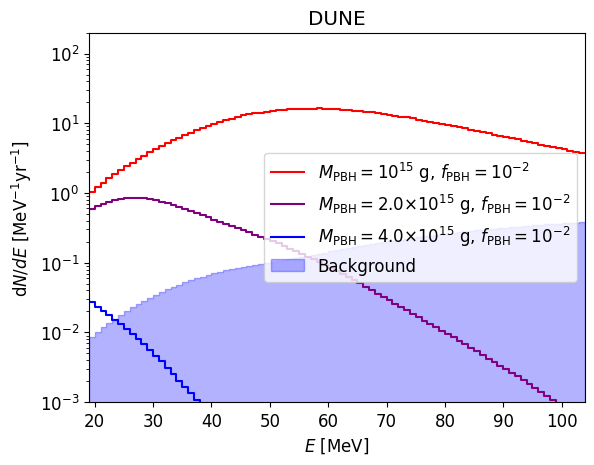 DUNE
dN/dE [MeV⁻¹yr⁻¹]
10²
10¹
10⁰
10⁻¹
10⁻²
10⁻³
M_PBH = 10¹⁵ g, f_PBH = 10⁻²
M_PBH = 2.0×10¹⁵ g, f_PBH = 10⁻²
M_PBH = 4.0×10¹⁵ g, f_PBH = 10⁻²
Background
20 30 40 50 60 70 80 90 100
E [MeV]